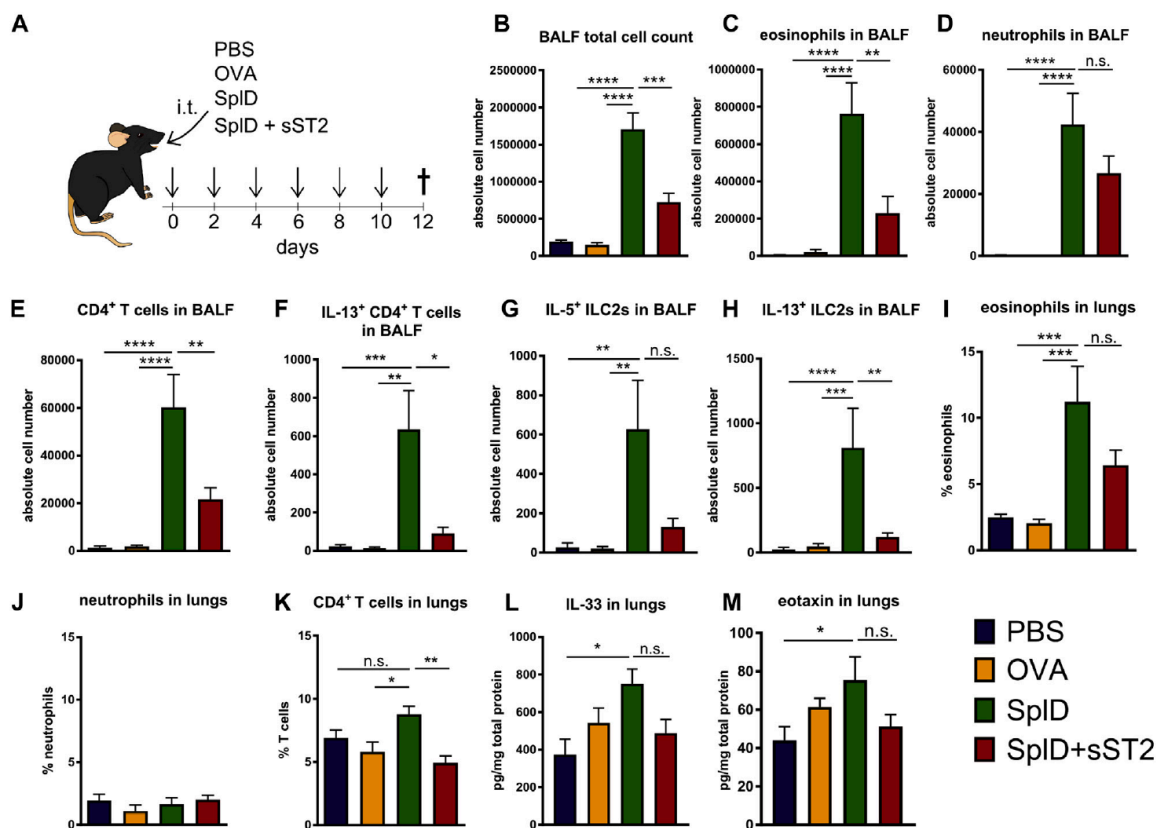 A
PBS
OVA
SplD
SplD + sST2
i.t.
0 2 4 6 8 10 12
days
B
BALF total cell count
absolute cell number
2500000
2000000
1500000
1000000
500000
0
**** ***
****
C
eosinophils in BALF
absolute cell number
1000000
800000
600000
400000
200000
0
**** **
****
D
neutrophils in BALF
absolute cell number
60000
40000
20000
0
**** n.s.
****
E
CD4+ T cells in BALF
absolute cell number
80000
60000
40000
20000
0
**** **
****
F
IL-13+ CD4+ T cells
in BALF
absolute cell number
1000
800
600
400
200
0
*** *
**
G
IL-5+ ILC2s in BALF
absolute cell number
1000
800
600
400
200
0
** n.s.
**
H
IL-13+ ILC2s in BALF
absolute cell number
1500
1000
500
0
**** **
***
I
eosinophils in lungs
% eosinophils
15
10
5
0
*** n.s.
***
J
neutrophils in lungs
% neutrophils
15
10
5
0
K
CD4+ T cells in lungs
% T cells
15
10
5
0
n.s. **
*
L
IL-33 in lungs
pg/mg total protein
1000
800
600
400
200
0
* n.s.
M
eotaxin in lungs
pg/mg total protein
100
80
60
40
20
0
* n.s.
PBS
OVA
SplD
SplD+sST2